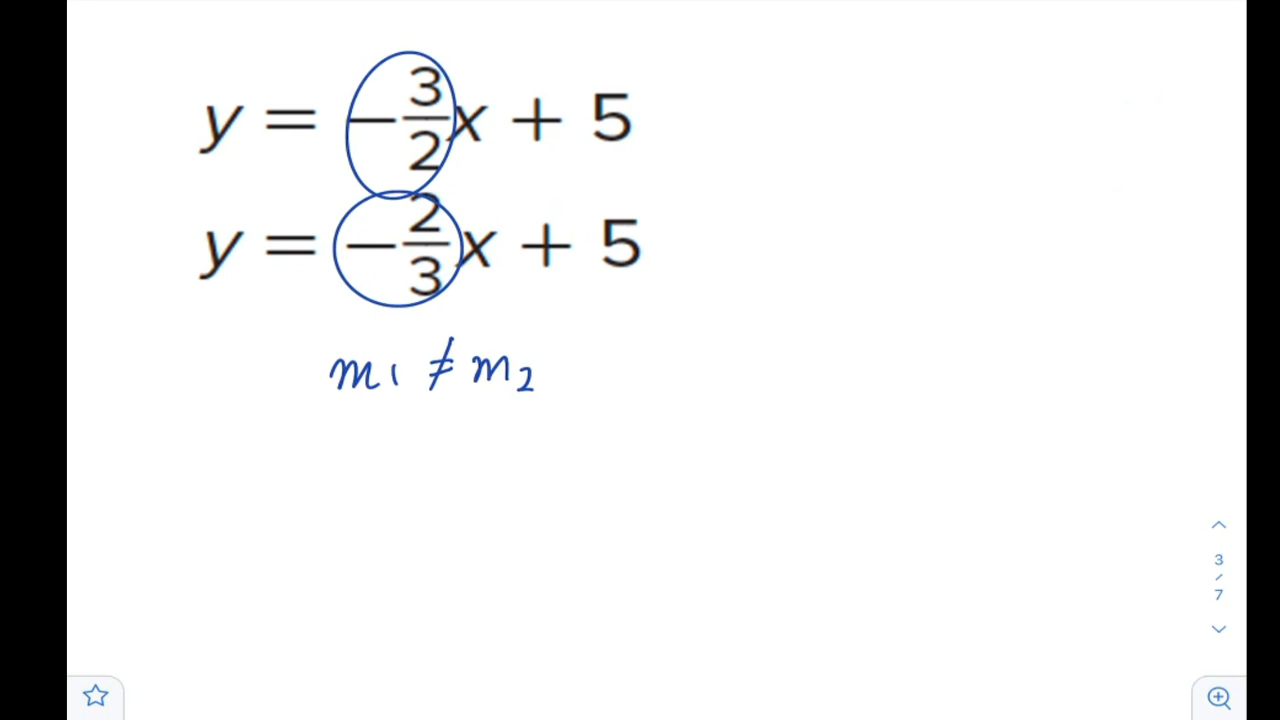 y = -3/2x + 5
y = -2/3x + 5
m1 ≠ m2
3
/
7